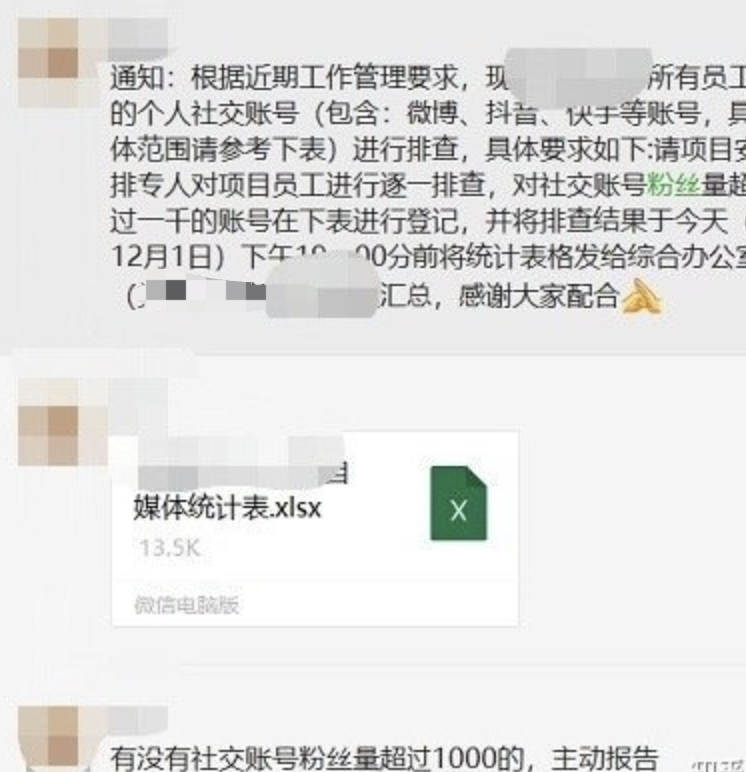 通知：根据近期工作管理要求，现 所有员工
的个人社交账号（包含：微博、抖音、快手等账号，具
体范围请参考下表）进行排查，具体要求如下:请项目安
排专人对项目员工进行逐一排查，对社交账号粉丝量超
过一千的账号在下表进行登记，并将排查结果于今天（
12月1日）下午 00分前将统计表格发给综合办公室
（ 汇总，感谢大家配合
媒体统计表.xlsx
X
13.5K
微信电脑版
有没有社交账号粉丝量超过1000的，主动报告